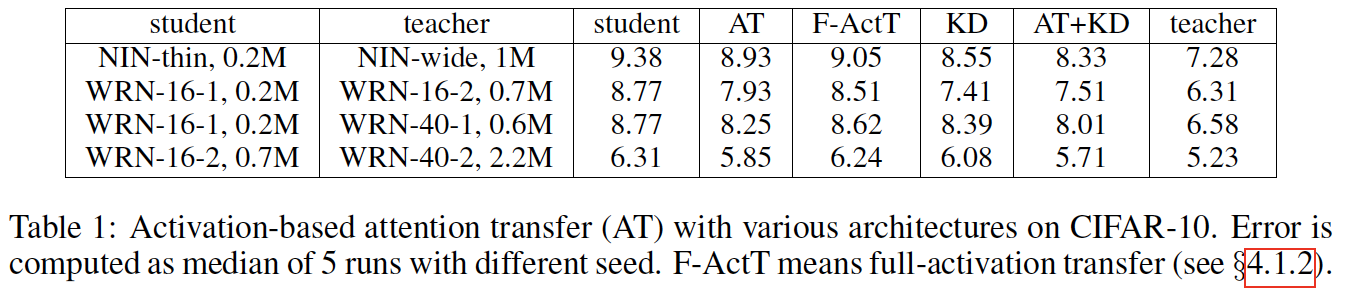 student teacher student AT F-ActT KD AT+KD teacher
NIN-thin, 0.2M NIN-wide, 1M 9.38 8.93 9.05 8.55 8.33 7.28
WRN-16-1, 0.2M WRN-16-2, 0.7M 8.77 7.93 8.51 7.41 7.51 6.31
WRN-16-1, 0.2M WRN-40-1, 0.6M 8.77 8.25 8.62 8.39 8.01 6.58
WRN-16-2, 0.7M WRN-40-2, 2.2M 6.31 5.85 6.24 6.08 5.71 5.23
Table 1: Activation-based attention transfer (AT) with various architectures on CIFAR-10. Error is
computed as median of 5 runs with different seed. F-ActT means full-activation transfer (see §4.1.2).